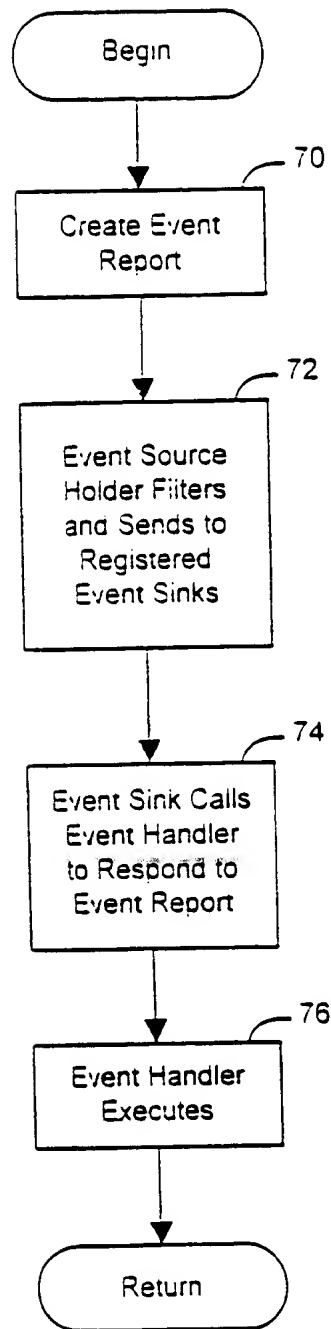 Begin
70
Create Event
Report
72
Event Source
Holder Filters
and Sends to
Registered
Event Sinks
74
Event Sink Calls
Event Handler
to Respond to
Event Report
76
Event Handler
Executes
Return